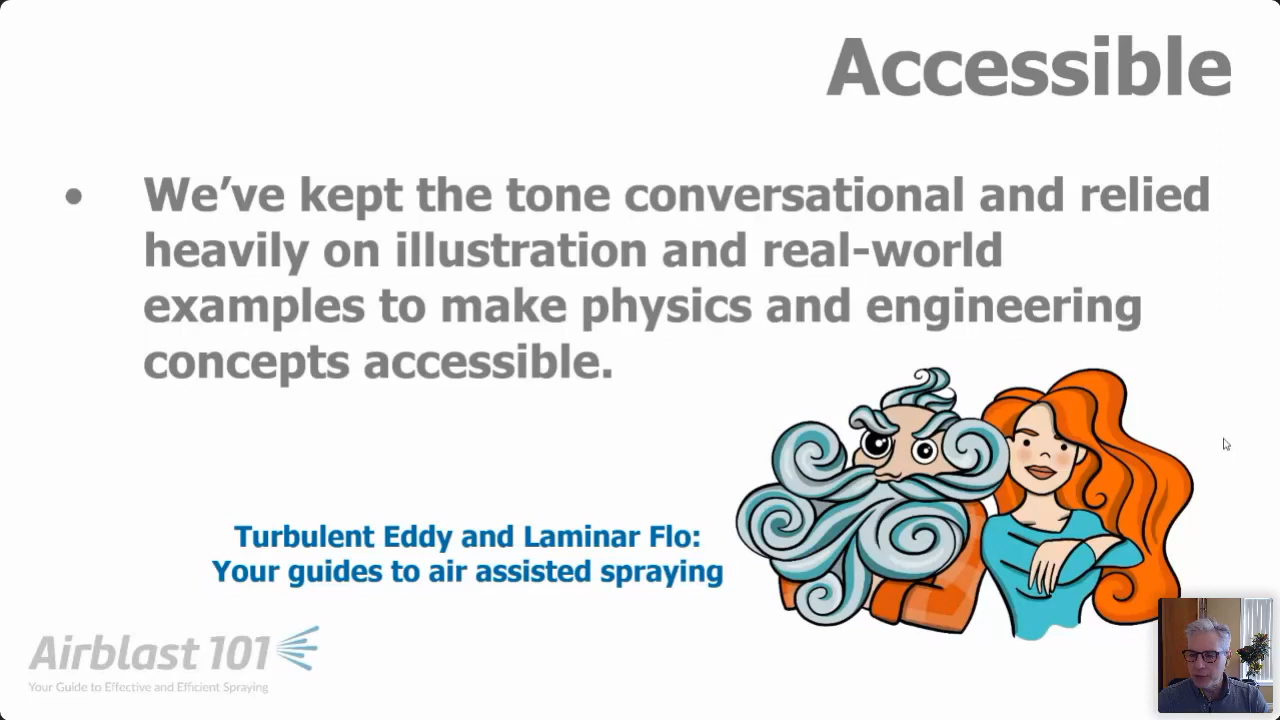 Accessible
• We’ve kept the tone conversational and relied
heavily on illustration and real-world
examples to make physics and engineering
concepts accessible.
Turbulent Eddy and Laminar Flo:
Your guides to air assisted spraying
Airblast 101
Your Guide to Effective and Efficient Spraying